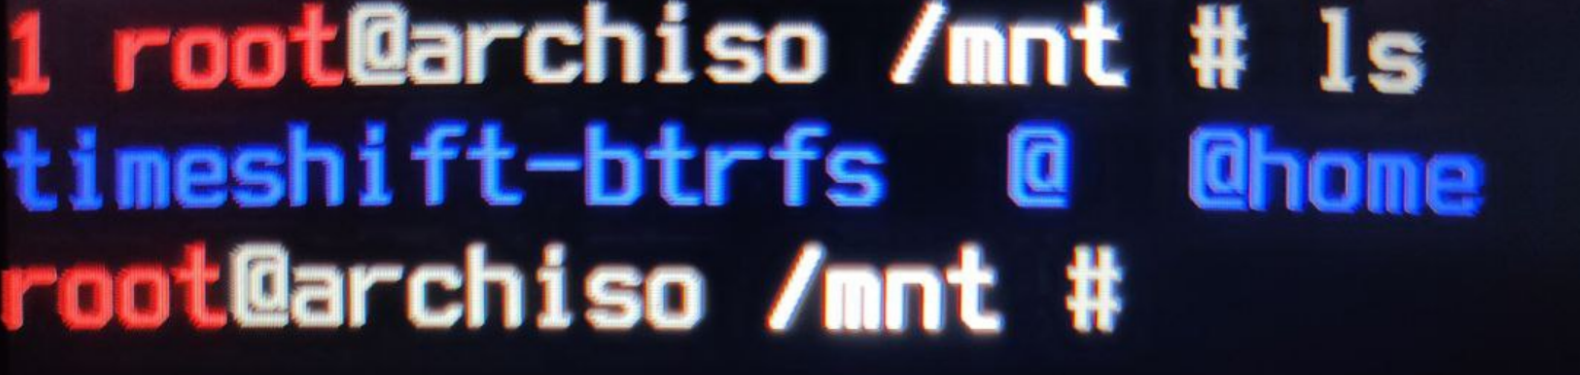 1 root@archiso /mnt # ls
timeshift-btrfs  @  @home
root@archiso /mnt #